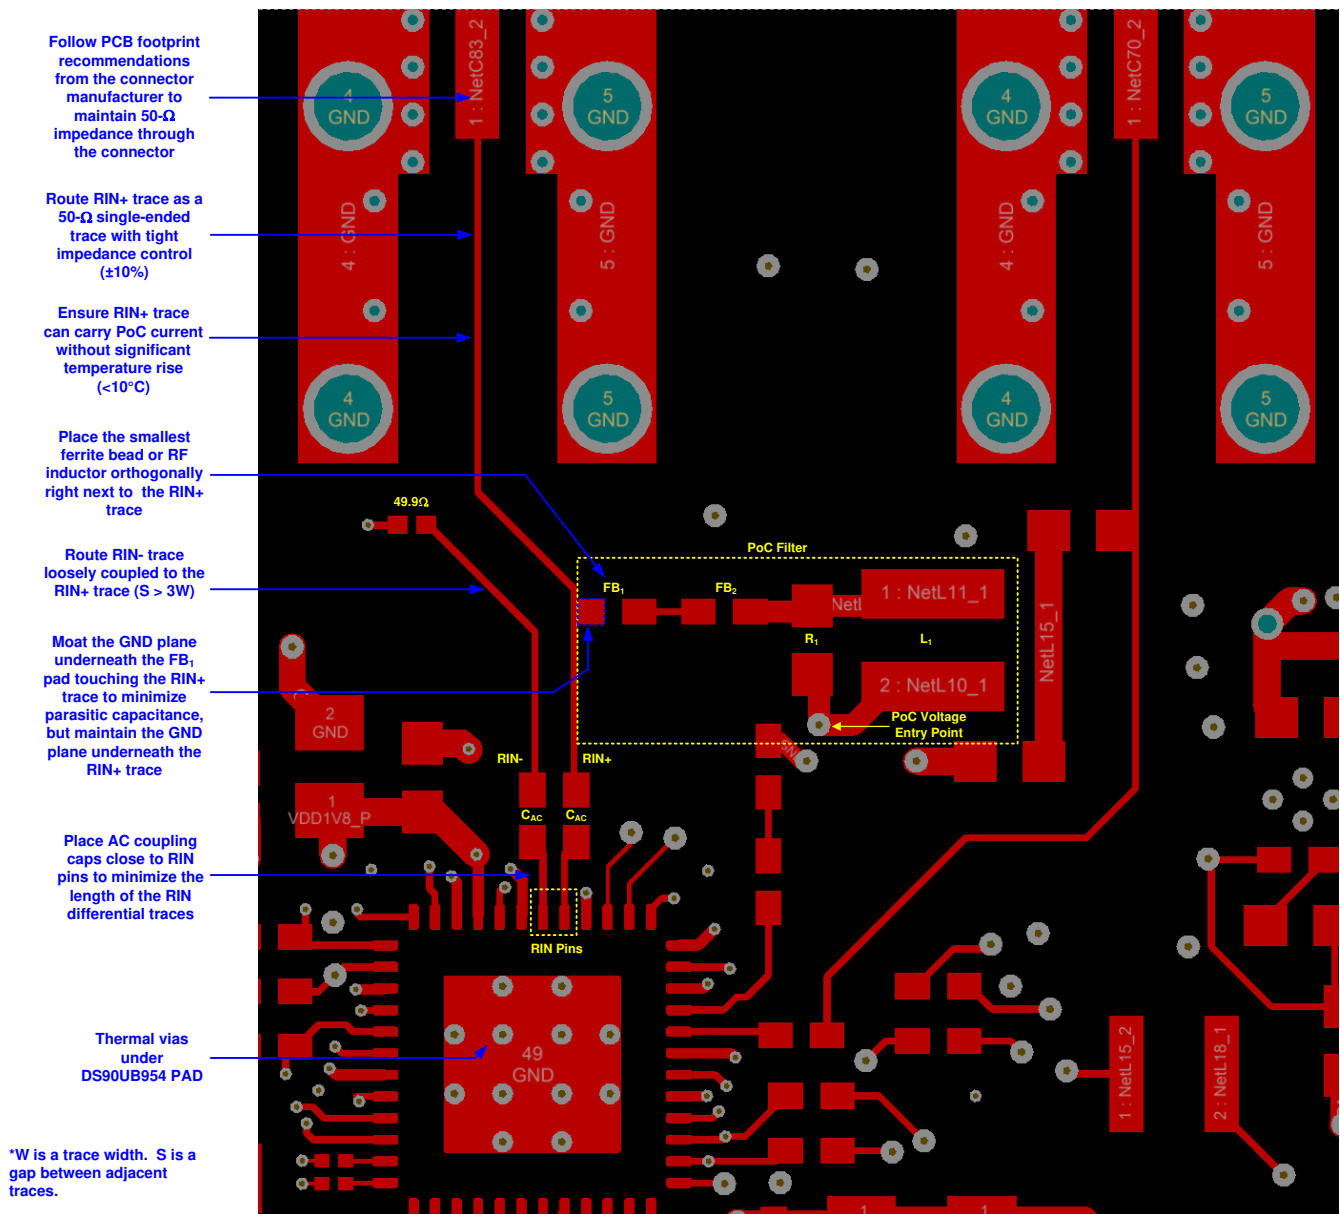 Follow PCB footprint
recommendations
from the connector
manufacturer to
maintain 50-Ω
impedance through
the connector
Route RIN+ trace as a
50-Ω single-ended
trace with tight
impedance control
(±10%)
Ensure RIN+ trace
can carry PoC current
without significant
temperature rise
(<10°C)
Place the smallest
ferrite bead or RF
inductor orthogonally
right next to the RIN+
trace
Route RIN- trace
loosely coupled to the
RIN+ trace (S > 3W)
Moat the GND plane
underneath the FB₁
pad touching the RIN+
trace to minimize
parasitic capacitance,
but maintain the GND
plane underneath the
RIN+ trace
Place AC coupling
caps close to RIN
pins to minimize the
length of the RIN
differential traces
Thermal vias
under
DS90UB954 PAD
*W is a trace width. S is a
gap between adjacent
traces.
1 : NetC83_2
1 : NetC70_2
4
GND
5
GND
4
GND
5
GND
4 : GND
5 : GND
4 : GND
5 : GND
4
GND
5
GND
4
GND
5
GND
49.9Ω
PoC Filter
FB₁
FB₂
NetL
1 : NetL11_1
R₁
L₁
2 : NetL10_1
NetL15_1
PoC Voltage
Entry Point
GND
2
GND
1
VDD1V8_P
RIN-
RIN+
C_AC
C_AC
RIN Pins
49
GND
1 : NetL15_2
2 : NetL18_1
1
1